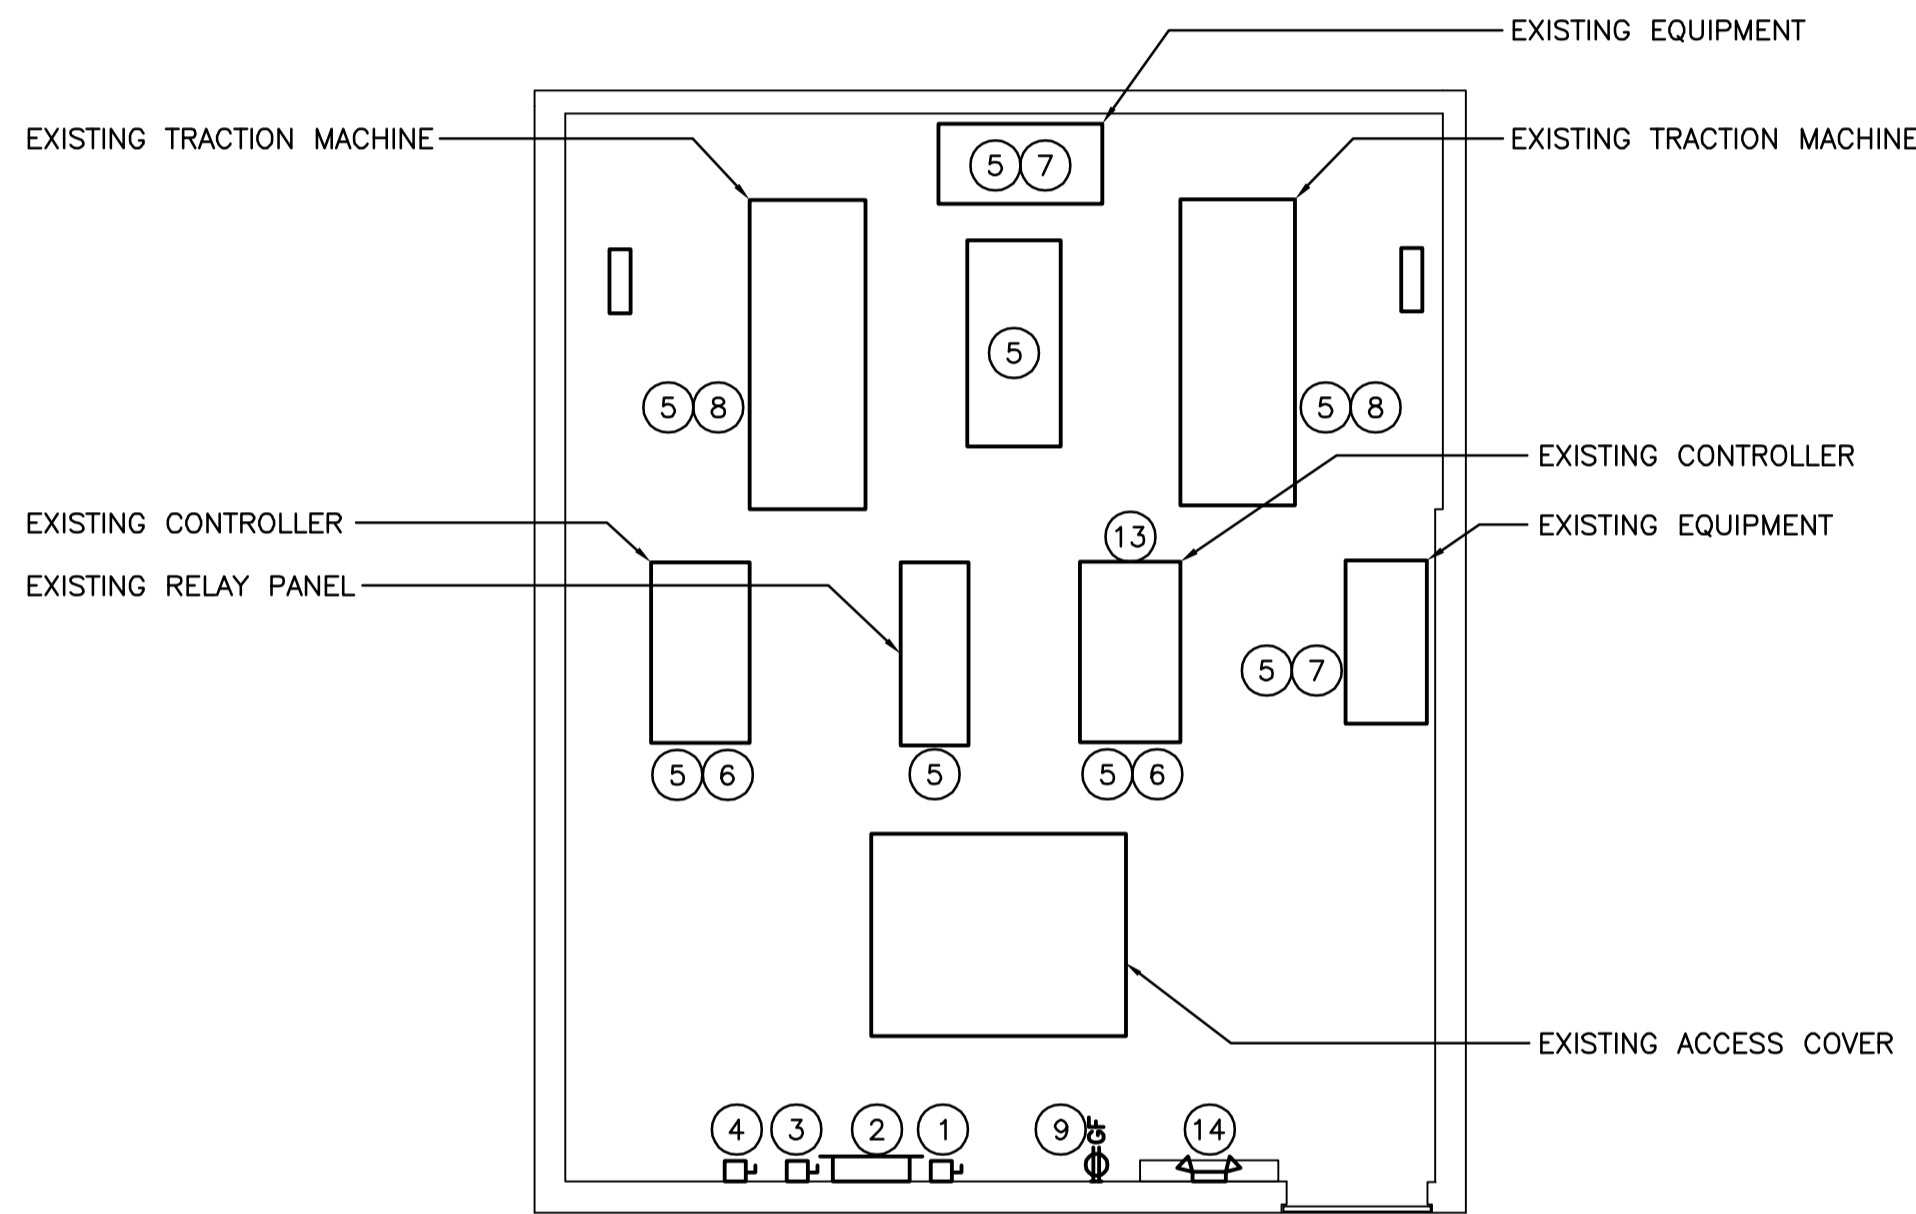 EXISTING EQUIPMENT
EXISTING TRACTION MACHINE
EXISTING TRACTION MACHINE
5 7
5
5 8
5 8
EXISTING CONTROLLER
EXISTING CONTROLLER
EXISTING EQUIPMENT
13
EXISTING RELAY PANEL
5 7
5 6
5
5 6
EXISTING ACCESS COVER
4
3
2
1
9
GF
14